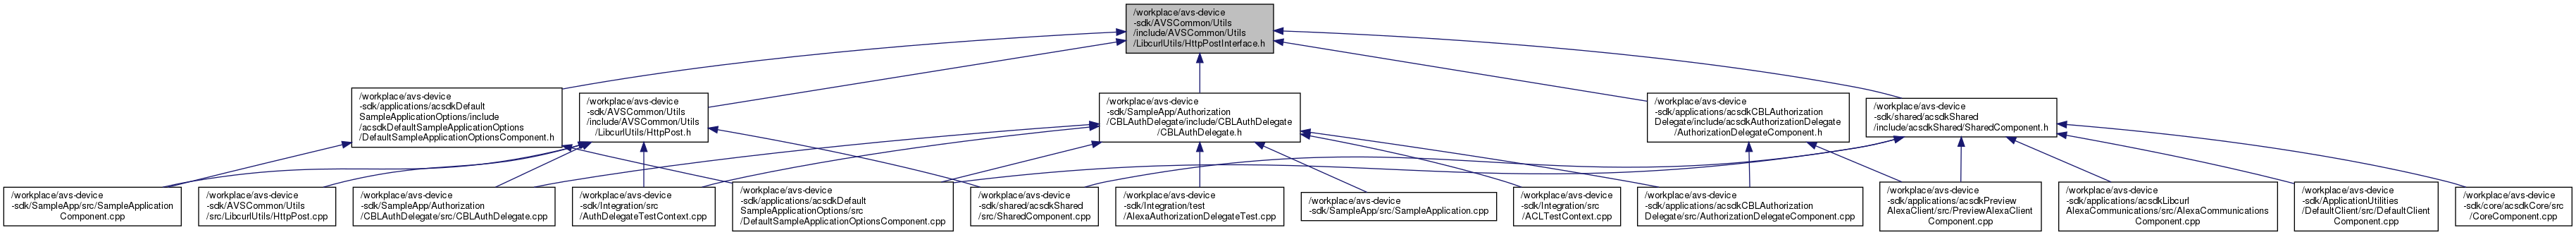 /workplace/avs-device
-sdk/AVSCommon/Utils
/include/AVSCommon/Utils
/LibcurlUtils/HttpPostInterface.h
/workplace/avs-device
-sdk/applications/acsdkDefault
SampleApplicationOptions/include
/acsdkDefaultSampleApplicationOptions
/DefaultSampleApplicationOptionsComponent.h
/workplace/avs-device
-sdk/AVSCommon/Utils
/include/AVSCommon/Utils
/LibcurlUtils/HttpPost.h
/workplace/avs-device
-sdk/SampleApp/Authorization
/CBLAuthDelegate/include/CBLAuthDelegate
/CBLAuthDelegate.h
/workplace/avs-device
-sdk/applications/acsdkCBLAuthorization
Delegate/include/acsdkAuthorizationDelegate
/AuthorizationDelegateComponent.h
/workplace/avs-device
-sdk/shared/acsdkShared
/include/acsdkShared/SharedComponent.h
/workplace/avs-device
-sdk/SampleApp/src/SampleApplication
Component.cpp
/workplace/avs-device
-sdk/AVSCommon/Utils
/src/LibcurlUtils/HttpPost.cpp
/workplace/avs-device
-sdk/SampleApp/Authorization
/CBLAuthDelegate/src/CBLAuthDelegate.cpp
/workplace/avs-device
-sdk/Integration/src
/AuthDelegateTestContext.cpp
/workplace/avs-device
-sdk/applications/acsdkDefault
SampleApplicationOptions/src
/DefaultSampleApplicationOptionsComponent.cpp
/workplace/avs-device
-sdk/shared/acsdkShared
/src/SharedComponent.cpp
/workplace/avs-device
-sdk/Integration/test
/AlexaAuthorizationDelegateTest.cpp
/workplace/avs-device
-sdk/SampleApp/src/SampleApplication.cpp
/workplace/avs-device
-sdk/Integration/src
/ACLTestContext.cpp
/workplace/avs-device
-sdk/applications/acsdkCBLAuthorization
Delegate/src/AuthorizationDelegateComponent.cpp
/workplace/avs-device
-sdk/applications/acsdkPreview
AlexaClient/src/PreviewAlexaClient
Component.cpp
/workplace/avs-device
-sdk/applications/acsdkLibcurl
AlexaCommunications/src/AlexaCommunications
Component.cpp
/workplace/avs-device
-sdk/ApplicationUtilities
/DefaultClient/src/DefaultClient
Component.cpp
/workplace/avs-device
-sdk/core/acsdkCore/src
/CoreComponent.cpp